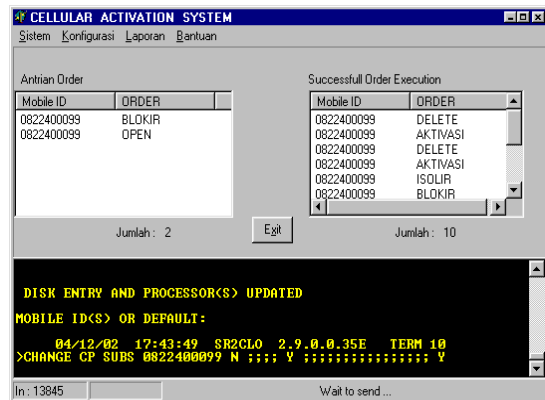 CELLULAR ACTIVATION SYSTEM
Sistem Konfigurasi Laporan Bantuan
Antrian Order
Mobile ID ORDER
0822400099 BLOKIR
0822400099 OPEN
Jumlah : 2
Successfull Order Execution
Mobile ID ORDER
0822400099 DELETE
0822400099 AKTIVASI
0822400099 DELETE
0822400099 AKTIVASI
0822400099 ISOLIR
0822400099 BLOKIR
Jumlah : 10
Exit
DISK ENTRY AND PROCESSOR(S) UPDATED
MOBILE ID(S) OR DEFAULT:
04/12/02 17:43:49 SR2CLO 2.9.0.0.35E TERM 10
>CHANGE CP SUBS 0822400099 N ;;;; Y ;;;;;;;;;;;;;;;; Y
In : 13845
Wait to send ...